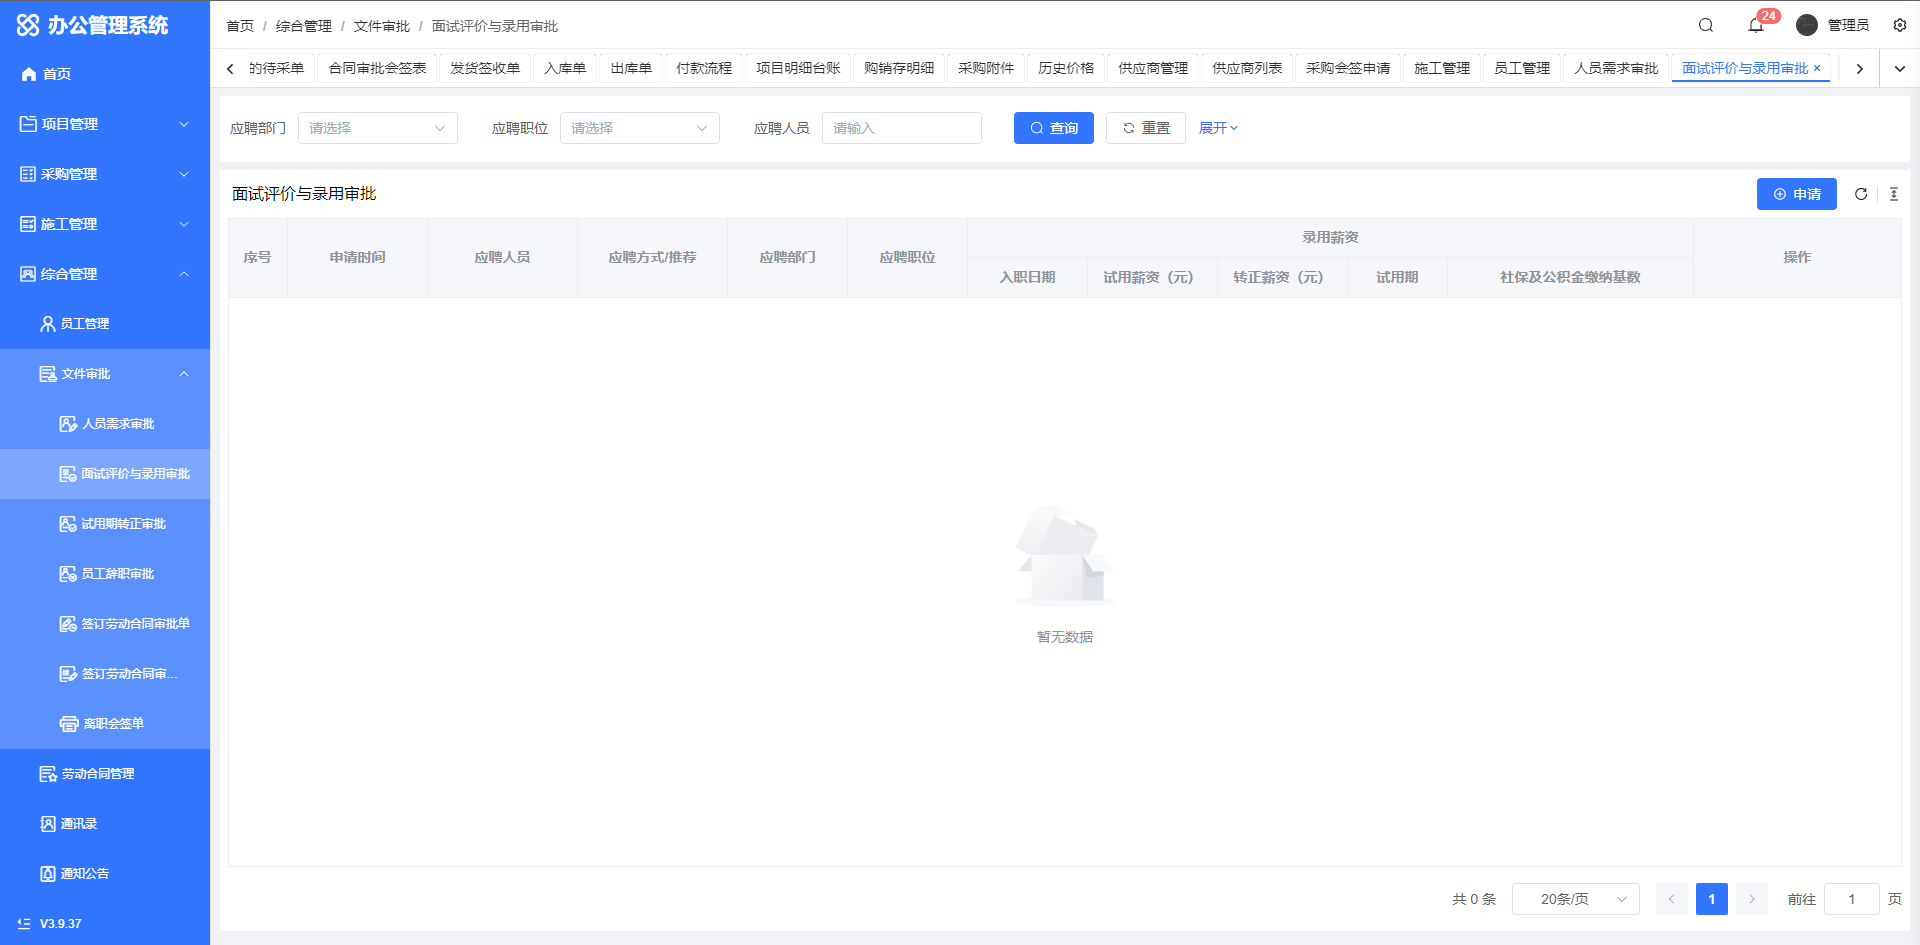 办公管理系统
首页
项目管理
采购管理
施工管理
综合管理
员工管理
文件审批
人员需求审批
面试评价与录用审批
试用期转正审批
员工辞职审批
签订劳动合同审批单
签订劳动合同审...
离职会签单
劳动合同管理
通讯录
通知公告
V3.9.37
首页 / 综合管理 / 文件审批 / 面试评价与录用审批
24
管理员
的待采单 合同审批会签表 发货签收单 入库单 出库单 付款流程 项目明细台账 购销存明细 采购附件 历史价格 供应商管理 供应商列表 采购会签申请 施工管理 员工管理 人员需求审批 面试评价与录用审批 ×
应聘部门 请选择 应聘职位 请选择 应聘人员 请输入 查询 重置 展开
面试评价与录用审批 申请
序号 申请时间 应聘人员 应聘方式/推荐 应聘部门 应聘职位 录用薪资 操作
入职日期 试用薪资（元） 转正薪资（元） 试用期 社保及公积金缴纳基数
暂无数据
共 0 条 20条/页 1 前往 1 页